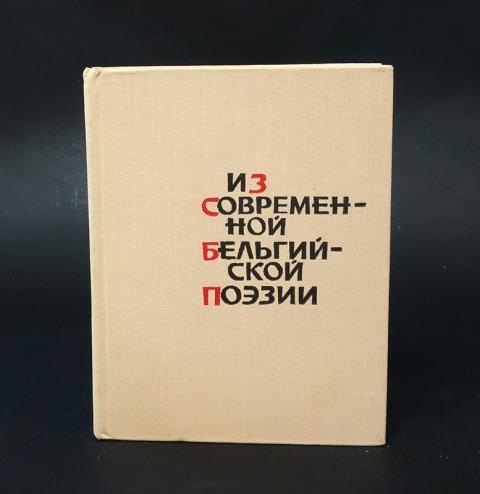 ИЗ
СОВРЕМЕН-
НОЙ
БЕЛЬГИЙ-
СКОЙ
ПОЭЗИИ